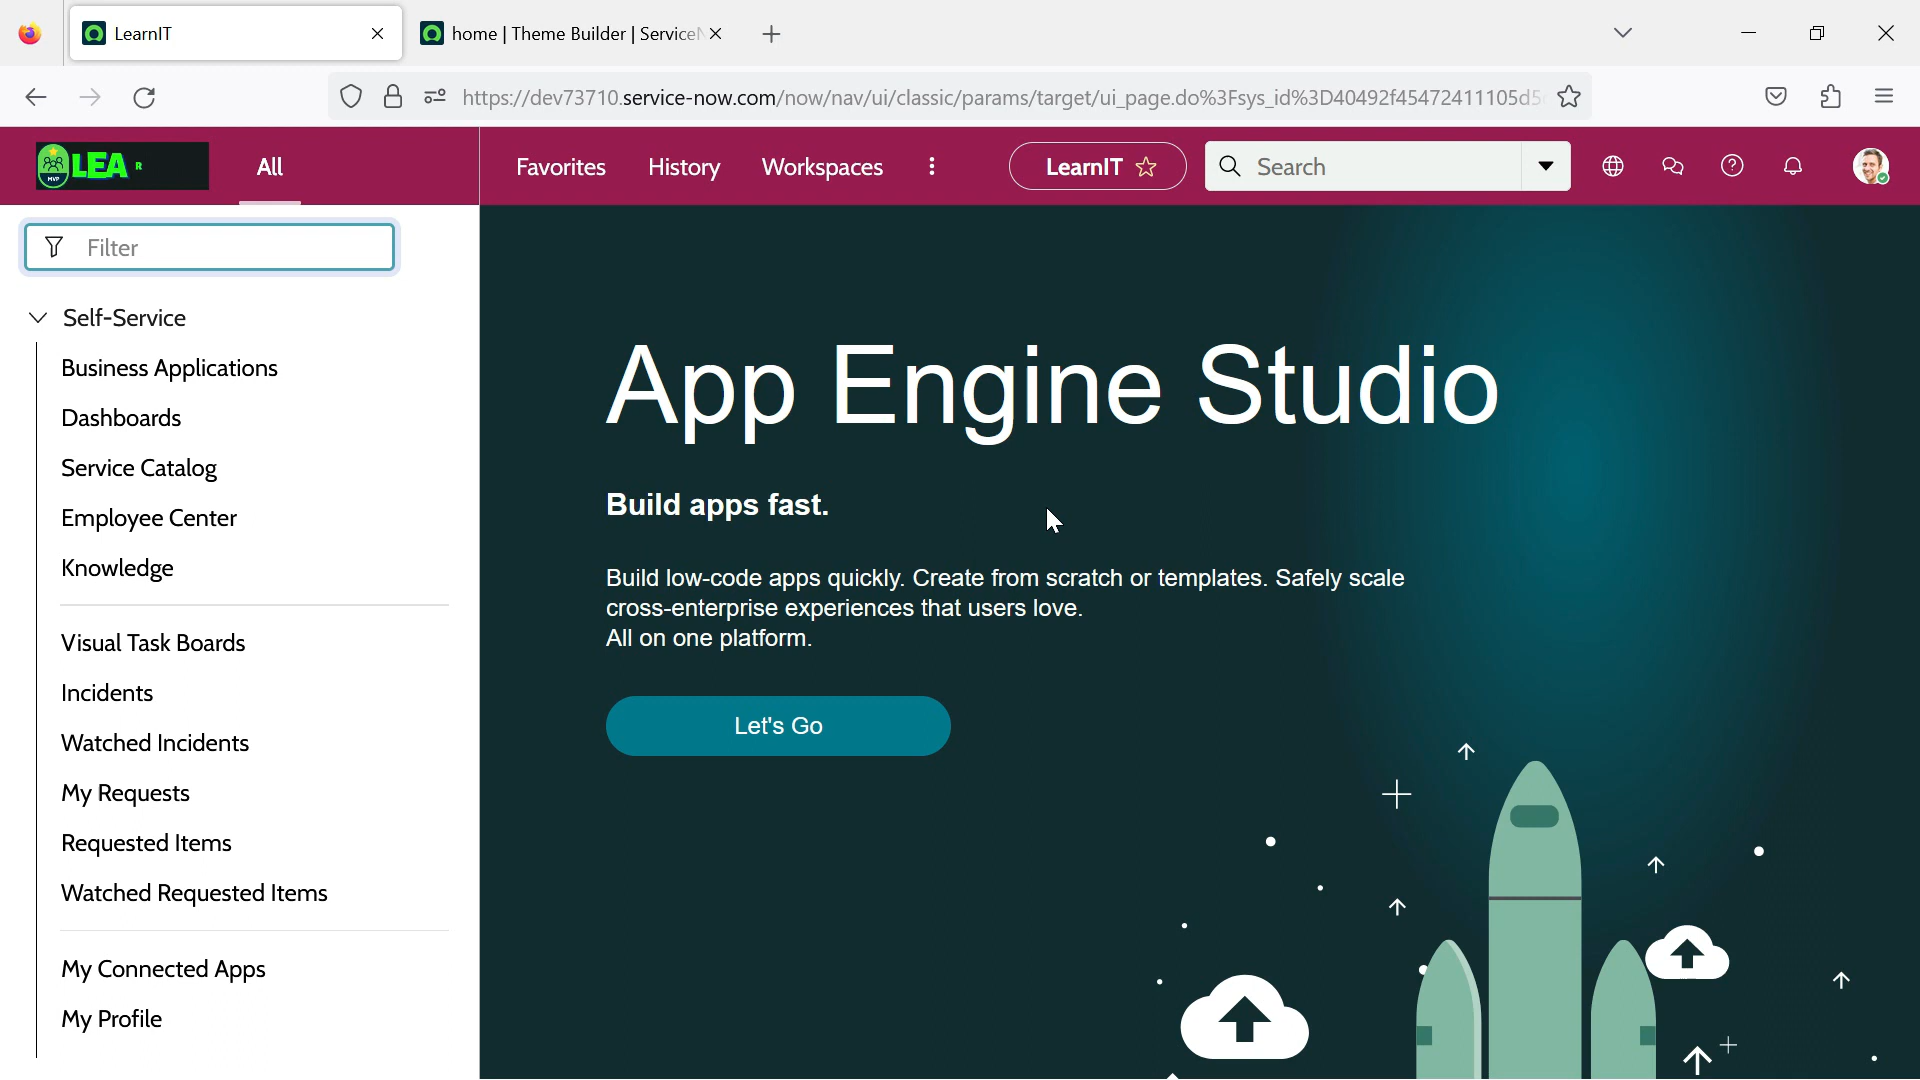 LearnIT
home | Theme Builder | Service
https://dev73710.service-now.com/now/nav/ui/classic/params/target/ui_page.do%3Fsys_id%3D40492f45472411105d5
MVP
LEA R
All
Favorites
History
Workspaces
LearnIT
Search
Filter
Self-Service
Business Applications
Dashboards
Service Catalog
Employee Center
Knowledge
Visual Task Boards
Incidents
Watched Incidents
My Requests
Requested Items
Watched Requested Items
My Connected Apps
My Profile
App Engine Studio
Build apps fast.
Build low-code apps quickly. Create from scratch or templates. Safely scale
cross-enterprise experiences that users love.
All on one platform.
Let's Go